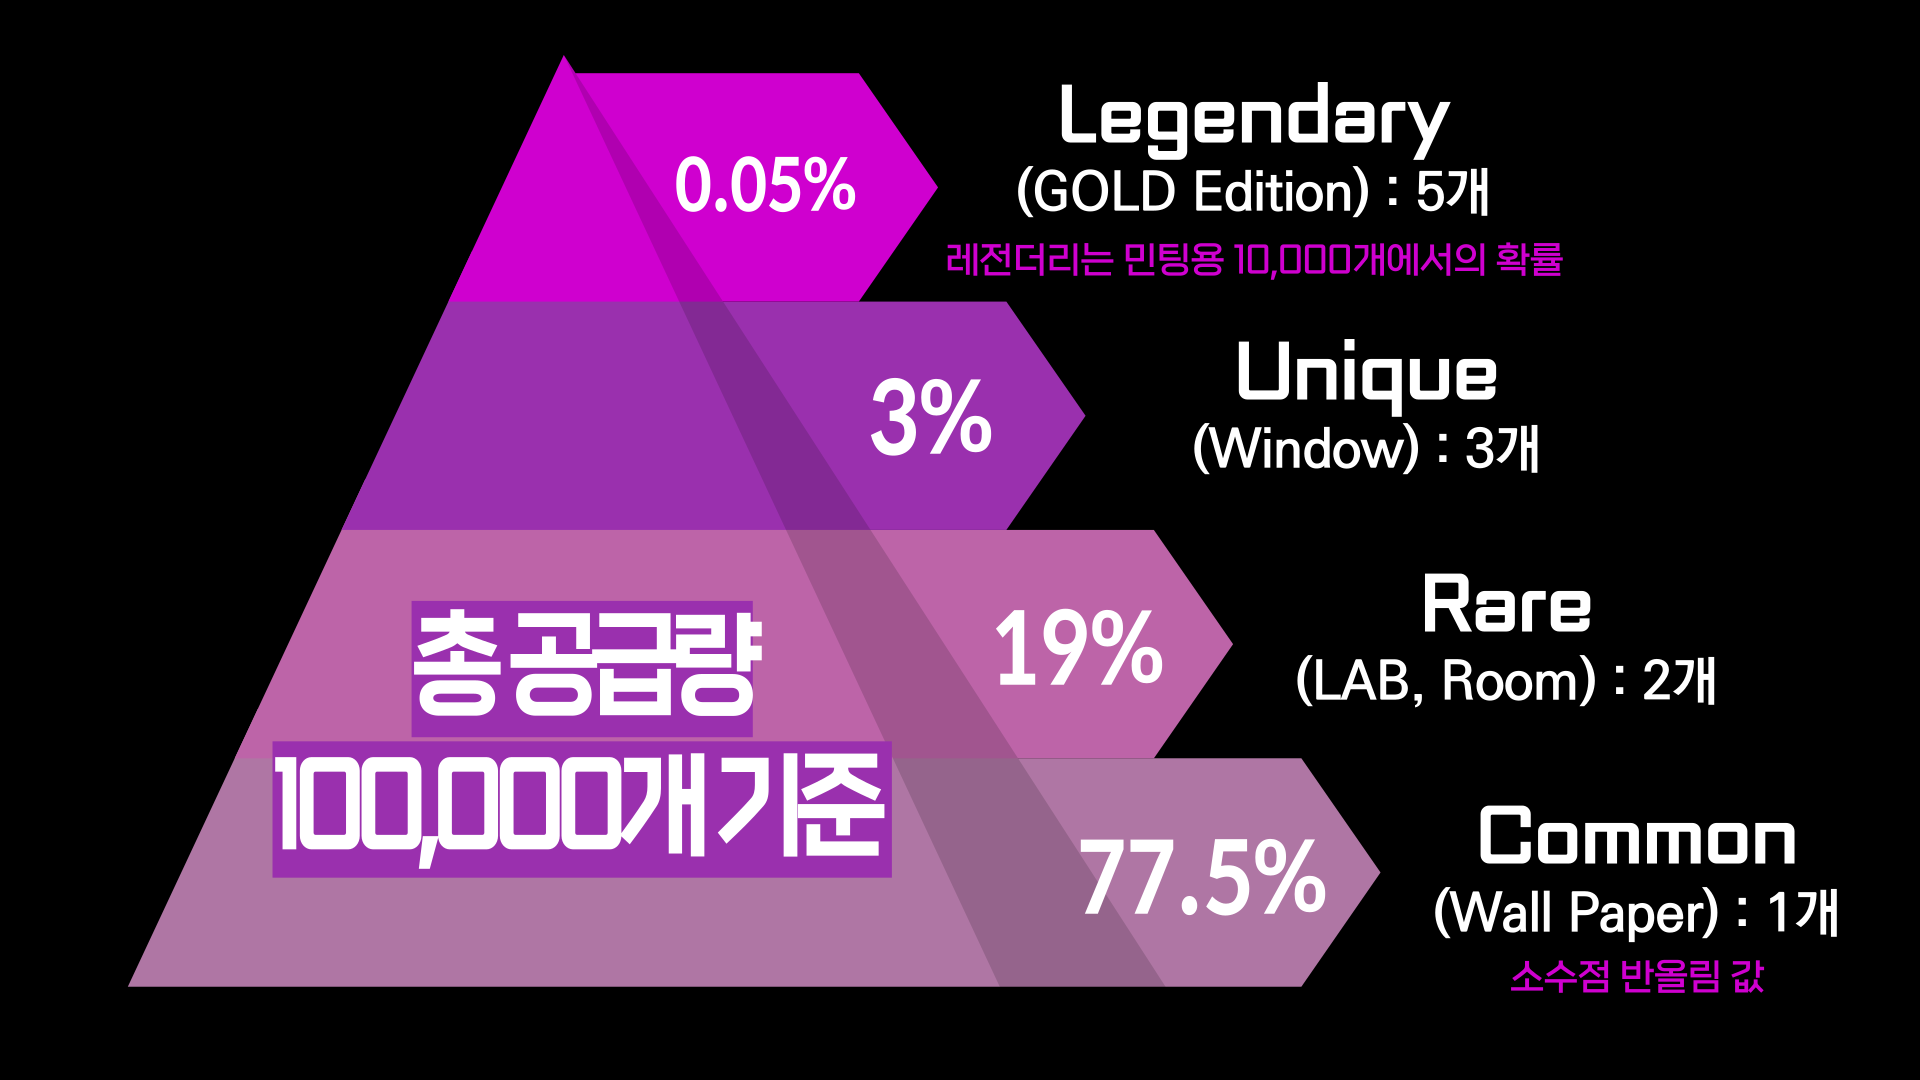 0.05%
Legendary
(GOLD Edition) : 5개
레전더리는 민팅용 10,000개에서의 확률
3%
Unique
(Window) : 3개
19%
Rare
(LAB, Room) : 2개
총 공급량
100,000개 기준
77.5%
Common
(Wall Paper) : 1개
소수점 반올림 값